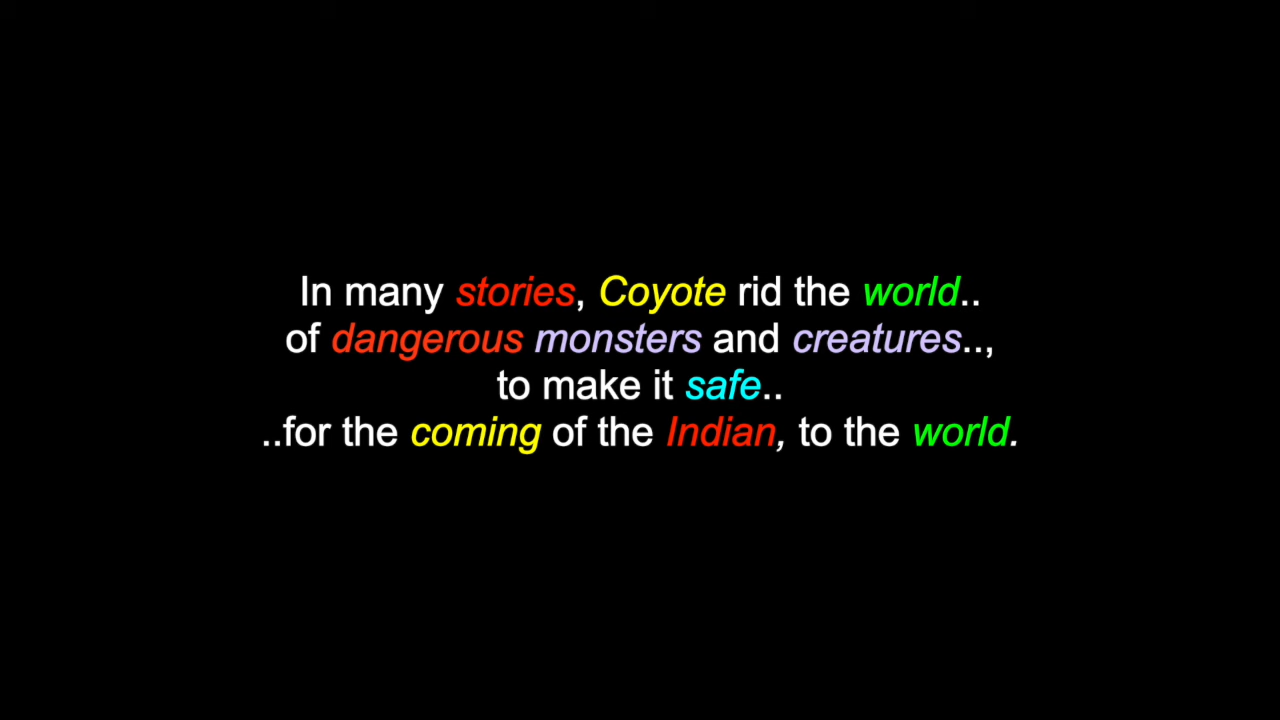 In many stories, Coyote rid the world..
of dangerous monsters and creatures..,
to make it safe..
..for the coming of the Indian, to the world.